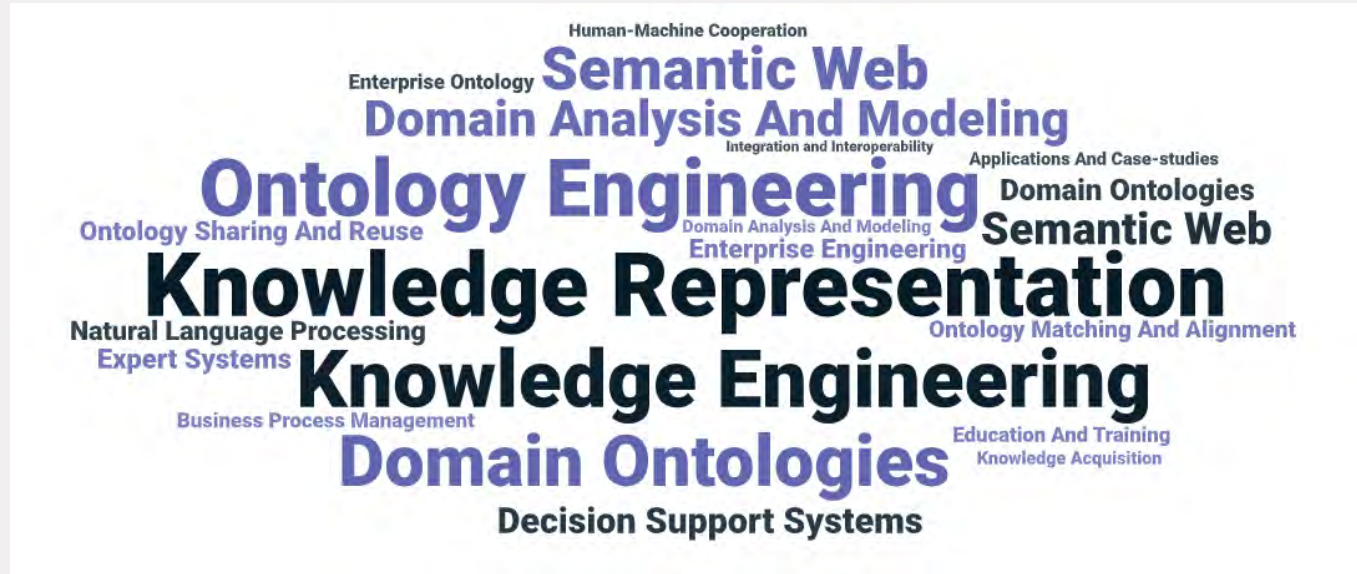 Human-Machine Cooperation
Enterprise Ontology
Semantic Web
Domain Analysis And Modeling
Integration and Interoperability
Applications And Case-studies
Ontology Engineering
Domain Ontologies
Ontology Sharing And Reuse
Domain Analysis And Modeling
Semantic Web
Enterprise Engineering
Knowledge Representation
Natural Language Processing
Ontology Matching And Alignment
Expert Systems
Knowledge Engineering
Business Process Management
Education And Training
Domain Ontologies
Knowledge Acquisition
Decision Support Systems